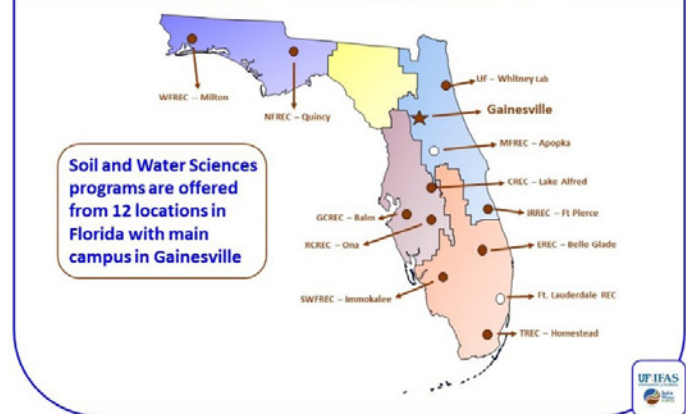 UF – Whitney Lab
WFREC – Milton
NFREC – Quincy
Gainesville
MFREC – Apopka
Soil and Water Sciences
programs are offered
from 12 locations in
Florida with main
campus in Gainesville
CREC – Lake Alfred
GCREC – Balm
IRREC – Ft Pierce
RCREC – Ona
EREC – Belle Glade
SWFREC – Immokalee
Ft. Lauderdale REC
TREC – Homestead
UF IFAS